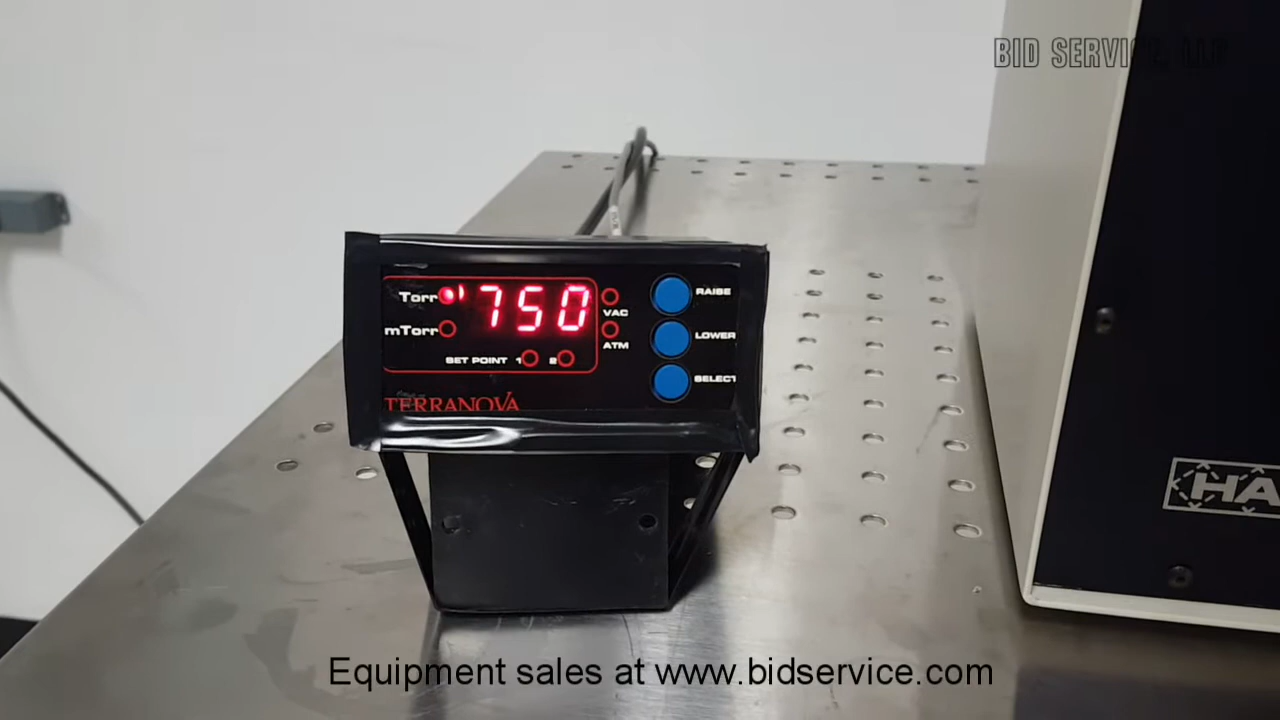 BID SERVICE, LLC
Torr 750
VAC
mTorr
ATM
SET POINT 1 2
RAISE
LOWER
SELECT
TERRANOVA
HA
Equipment sales at www.bidservice.com